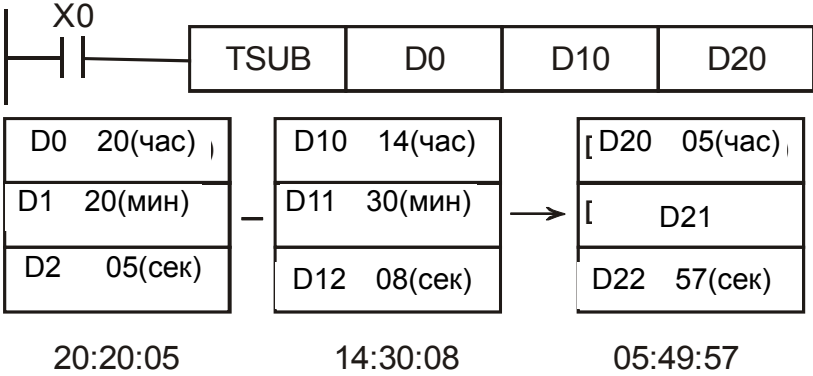 X0
TSUB D0 D10 D20
D0 20(час) ) D10 14(час) [ D20 05(час)
D1 20(мин) – D11 30(мин) → [ D21
D2 05(сек) D12 08(сек) D22 57(сек)
20:20:05 14:30:08 05:49:57